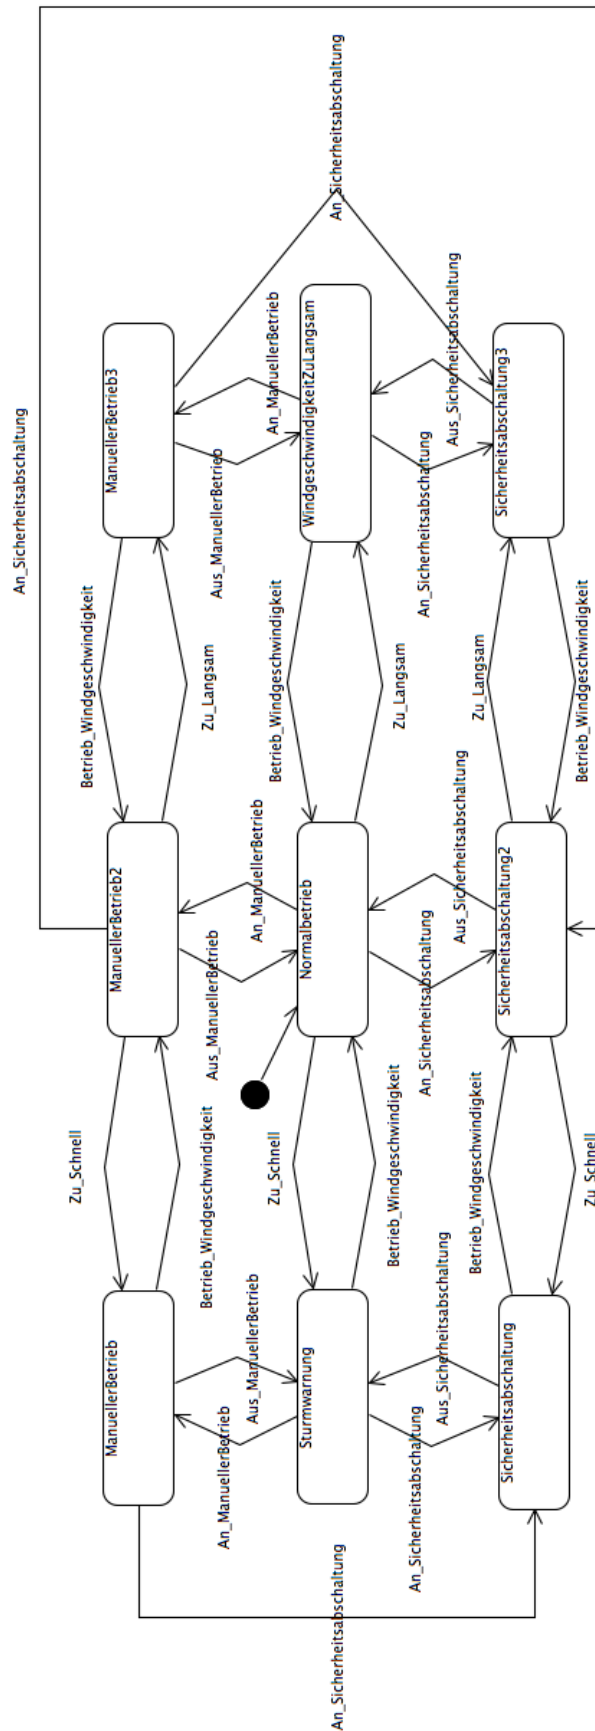 An_Sicherheitsabschaltung
ManuellerBetrieb
Zu_Schnell
Betrieb_Windgeschwindigkeit
ManuellerBetrieb2
Betrieb_Windgeschwindigkeit
Zu_Langsam
ManuellerBetrieb3
An_ManuellerBetrieb
Aus_ManuellerBetrieb
Aus_ManuellerBetrieb
An_ManuellerBetrieb
Aus_ManuellerBetrieb
An_ManuellerBetrieb
An_Sicherheitsabschaltung
An_Sicherheitsabschaltung
Sturmwarnung
Zu_Schnell
Betrieb_Windgeschwindigkeit
Normalbetrieb
Betrieb_Windgeschwindigkeit
Zu_Langsam
WindgeschwindigkeitZuLangsam
An_Sicherheitsabschaltung
Aus_Sicherheitsabschaltung
An_Sicherheitsabschaltung
Aus_Sicherheitsabschaltung
An_Sicherheitsabschaltung
Aus_Sicherheitsabschaltung
Sicherheitsabschaltung
Betrieb_Windgeschwindigkeit
Zu_Schnell
Sicherheitsabschaltung2
Zu_Langsam
Betrieb_Windgeschwindigkeit
Sicherheitsabschaltung3